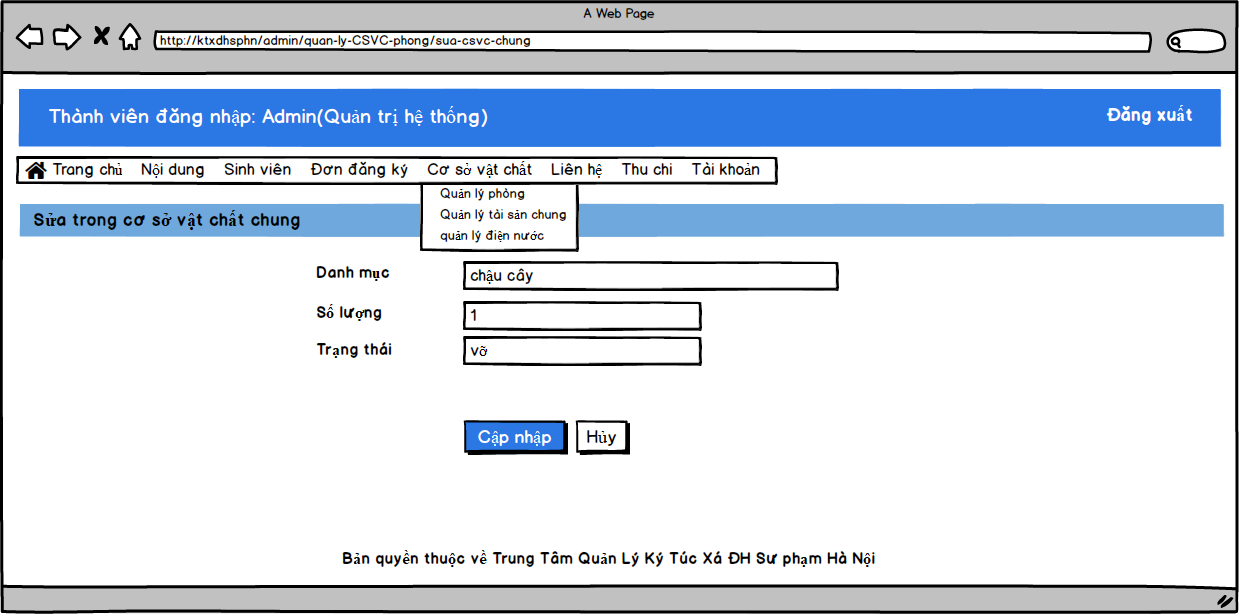 A Web Page
http://ktxdhsphn/admin/quan-ly-CSVC-phong/sua-csvc-chung
Thành viên đăng nhập: Admin(Quản trị hệ thống)
Đăng xuất
Trang chủ Nội dung Sinh viên Đơn đăng ký Cơ sở vật chất Liên hệ Thu chi Tài khoản
Quản lý phòng
Quản lý tài sản chung
quản lý điện nước
Sửa trong cơ sở vật chất chung
Danh mục chậu cây
Số lượng 1
Trạng thái vỡ
Cập nhập Hủy
Bản quyền thuộc về Trung Tâm Quản Lý Ký Túc Xá ĐH Sư phạm Hà Nội